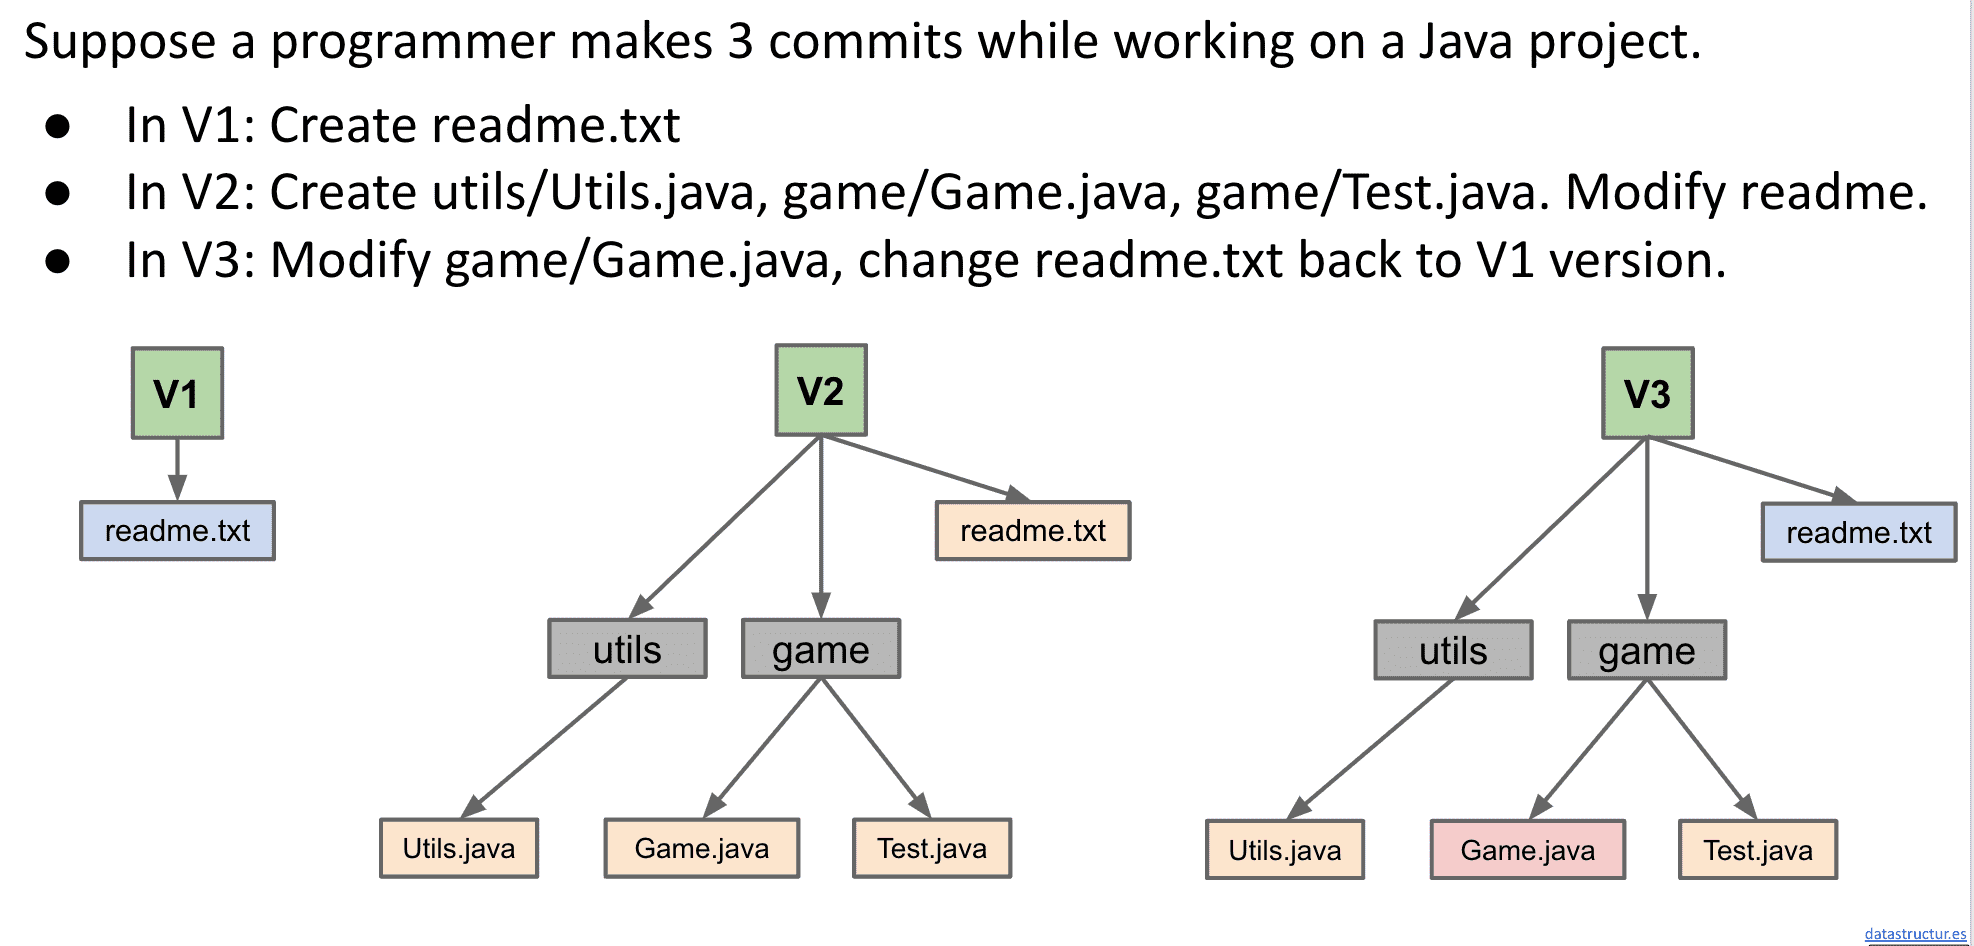 Suppose a programmer makes 3 commits while working on a Java project.
● In V1: Create readme.txt
● In V2: Create utils/Utils.java, game/Game.java, game/Test.java. Modify readme.
● In V3: Modify game/Game.java, change readme.txt back to V1 version.
V1
V2
V3
readme.txt
readme.txt
readme.txt
utils
game
utils
game
Utils.java
Game.java
Test.java
Utils.java
Game.java
Test.java
datastructur.es